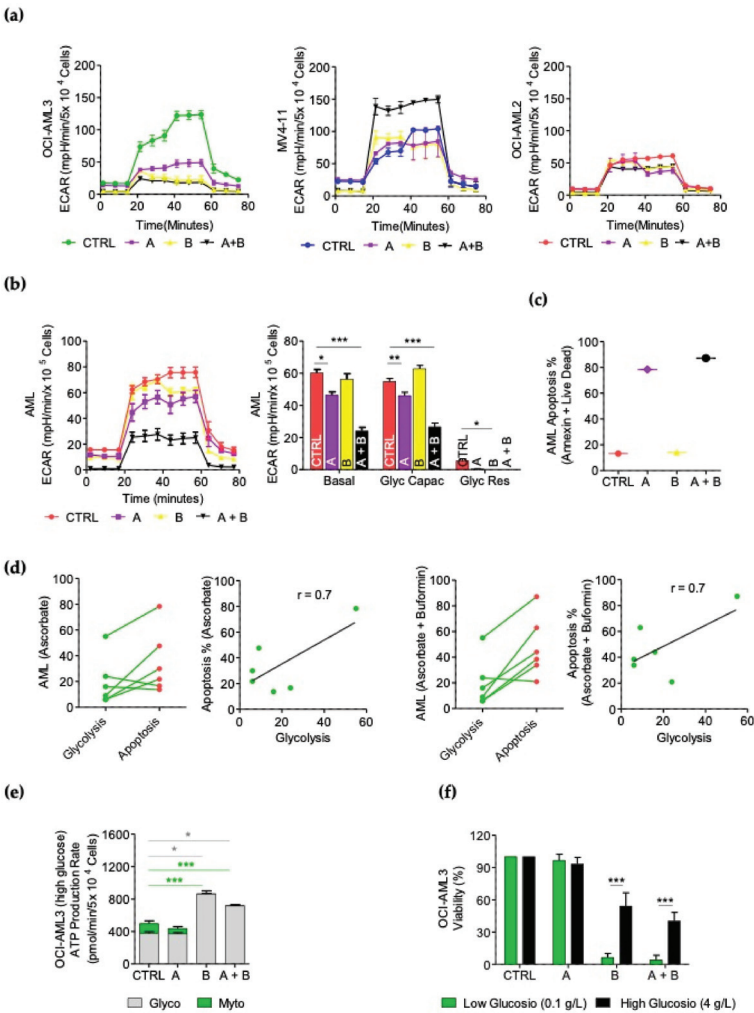 (a)
OCI-AML3
ECAR (mpH/min/5x 10 4 Cells)
200
150
100
50
0
0 20 40 60 80
Time(Minutes)
CTRL A B A+B
MV4-11
ECAR (mpH/min/5x 10 4 Cells)
200
150
100
50
0
0 20 40 60 80
Time(Minutes)
CTRL A B A+B
OCI-AML2
ECAR (mpH/min/5x 10 4 Cells)
200
150
100
50
0
0 20 40 60 80
Time(Minutes)
CTRL A B A+B
(b)
AML
ECAR (mpH/min/x 10 5 Cells)
100
80
60
40
20
0
0 20 40 60 80
Time (minutes)
CTRL A B A + B
AML
ECAR (mpH/min/x 10 5 Cells)
80
60
40
20
0
***
*
***
**
*
CTRL A B A + B
CTRL A B A + B
CTRL A B A + B
Basal Glyc Capac Glyc Res
(c)
AML Apoptosis %
(Annexin + Live Dead)
100
80
60
40
20
0
CTRL A B A + B
(d)
AML (Ascorbate)
100
80
60
40
20
0
Glycolysis Apoptosis
Apoptosis % (Ascorbate)
100
80
60
40
20
0
r = 0.7
0 20 40 60
Glycolysis
AML (Ascorbate + Buformin)
100
80
60
40
20
0
Glycolysis Apoptosis
Apoptosis %
(Ascorbate + Buformin)
100
80
60
40
20
0
r = 0.7
0 20 40 60
Glycolysis
(e)
OCI-AML3 (high glucose)
ATP Production Rate
(pmol/min/5x 10 4 Cells)
1600
1200
800
400
0
*
*
***
***
CTRL A B A + B
Glyco Myto
(f)
OCI-AML3
Viability (%)
120
90
60
30
0
***
***
CTRL A B A + B
Low Glucosio (0.1 g/L) High Glucosio (4 g/L)